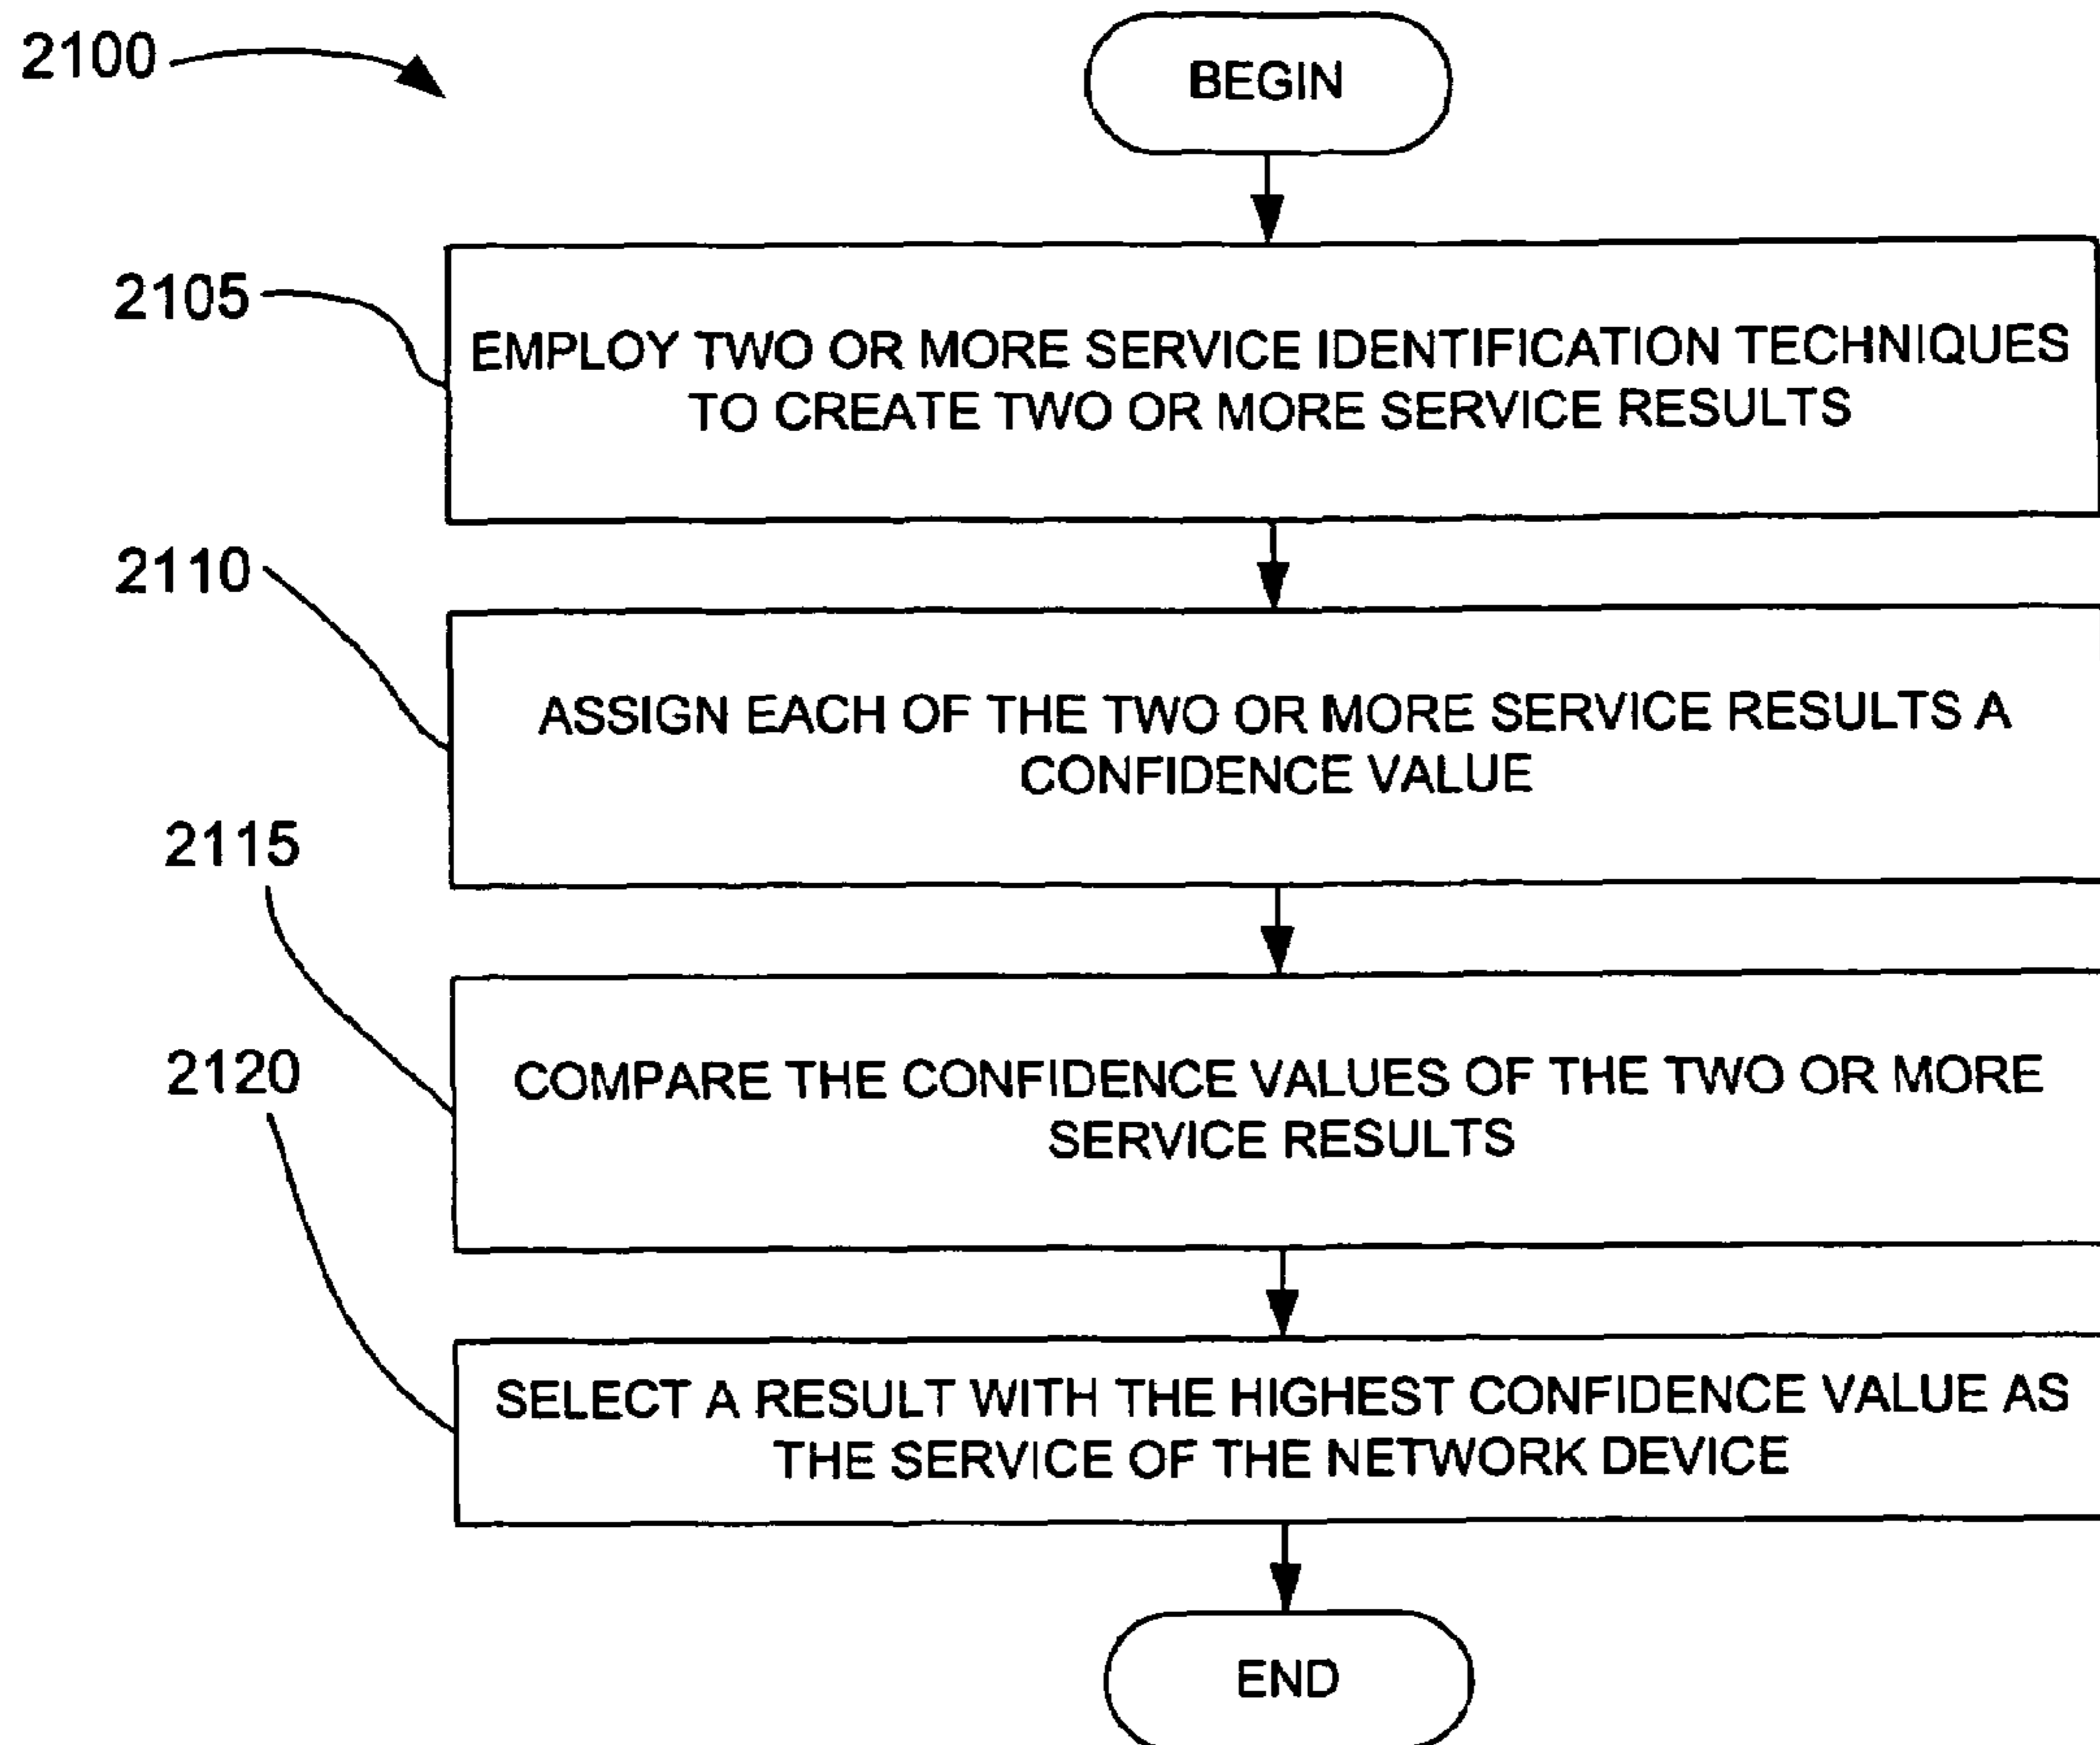 2100
BEGIN
2105
EMPLOY TWO OR MORE SERVICE IDENTIFICATION TECHNIQUES
TO CREATE TWO OR MORE SERVICE RESULTS
2110
ASSIGN EACH OF THE TWO OR MORE SERVICE RESULTS A
CONFIDENCE VALUE
2115
COMPARE THE CONFIDENCE VALUES OF THE TWO OR MORE
SERVICE RESULTS
2120
SELECT A RESULT WITH THE HIGHEST CONFIDENCE VALUE AS
THE SERVICE OF THE NETWORK DEVICE
END